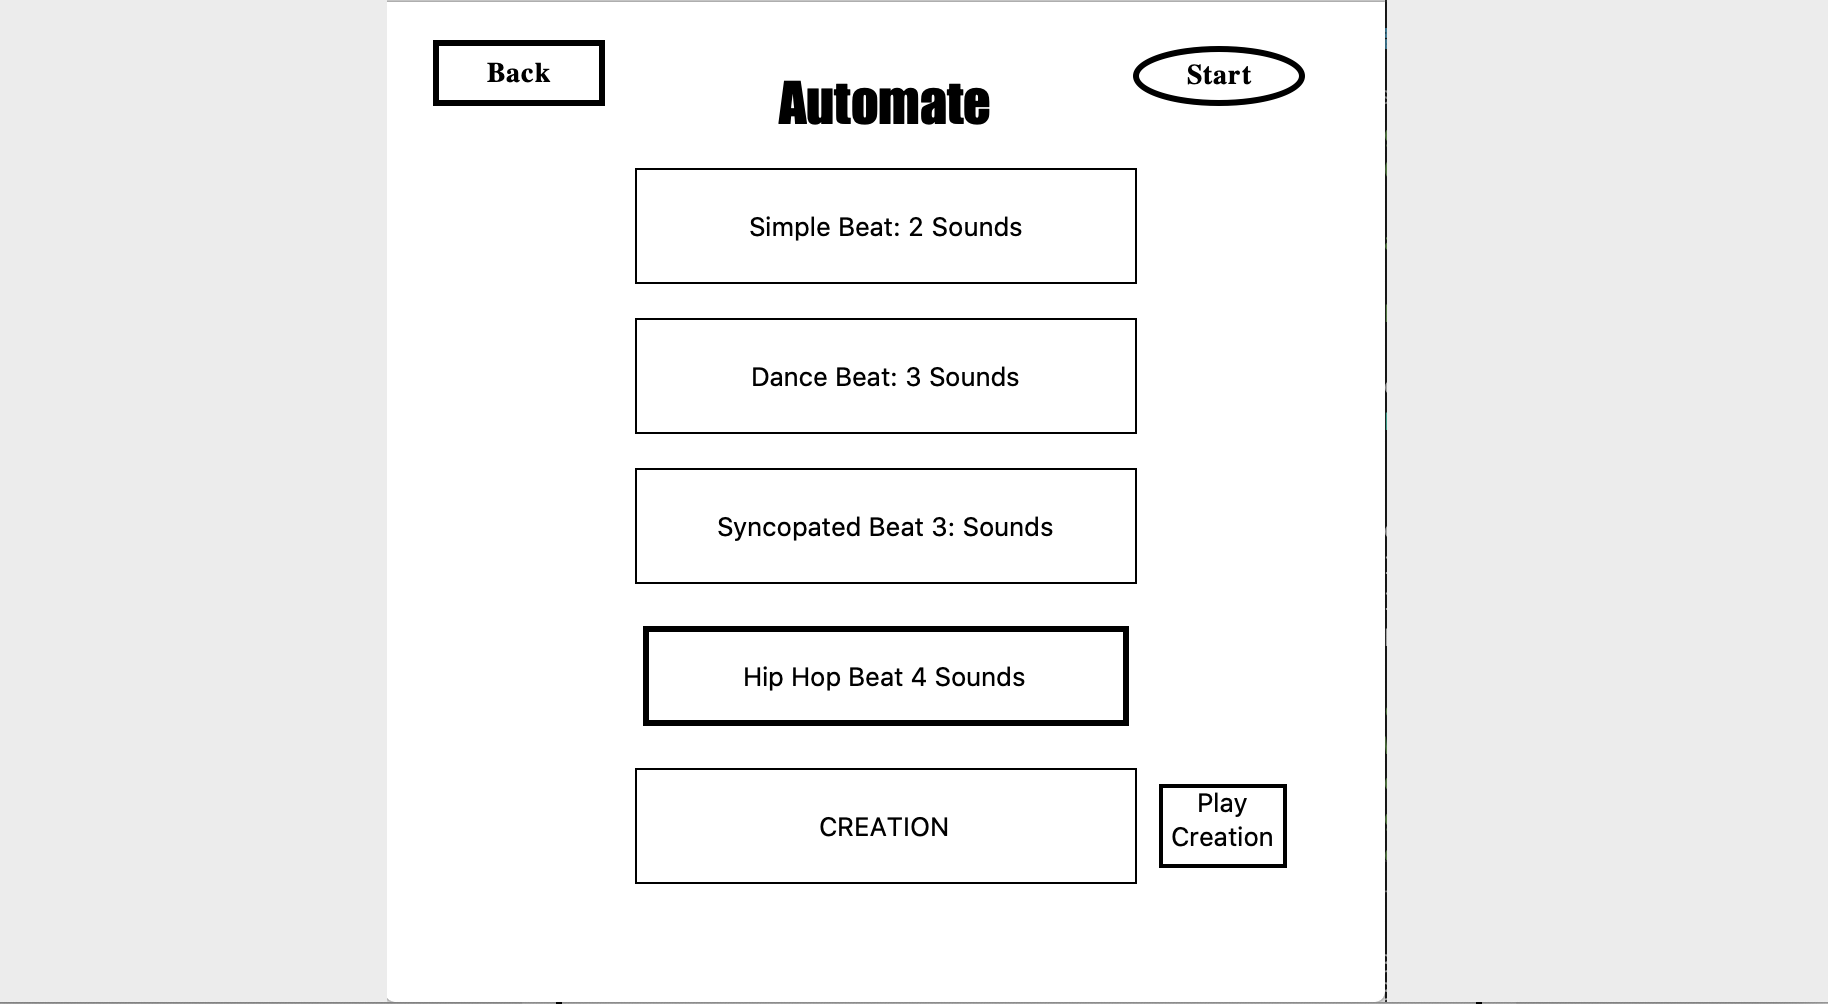 Back
Start
Automate
Simple Beat: 2 Sounds
Dance Beat: 3 Sounds
Syncopated Beat 3: Sounds
Hip Hop Beat 4 Sounds
CREATION
Play
Creation